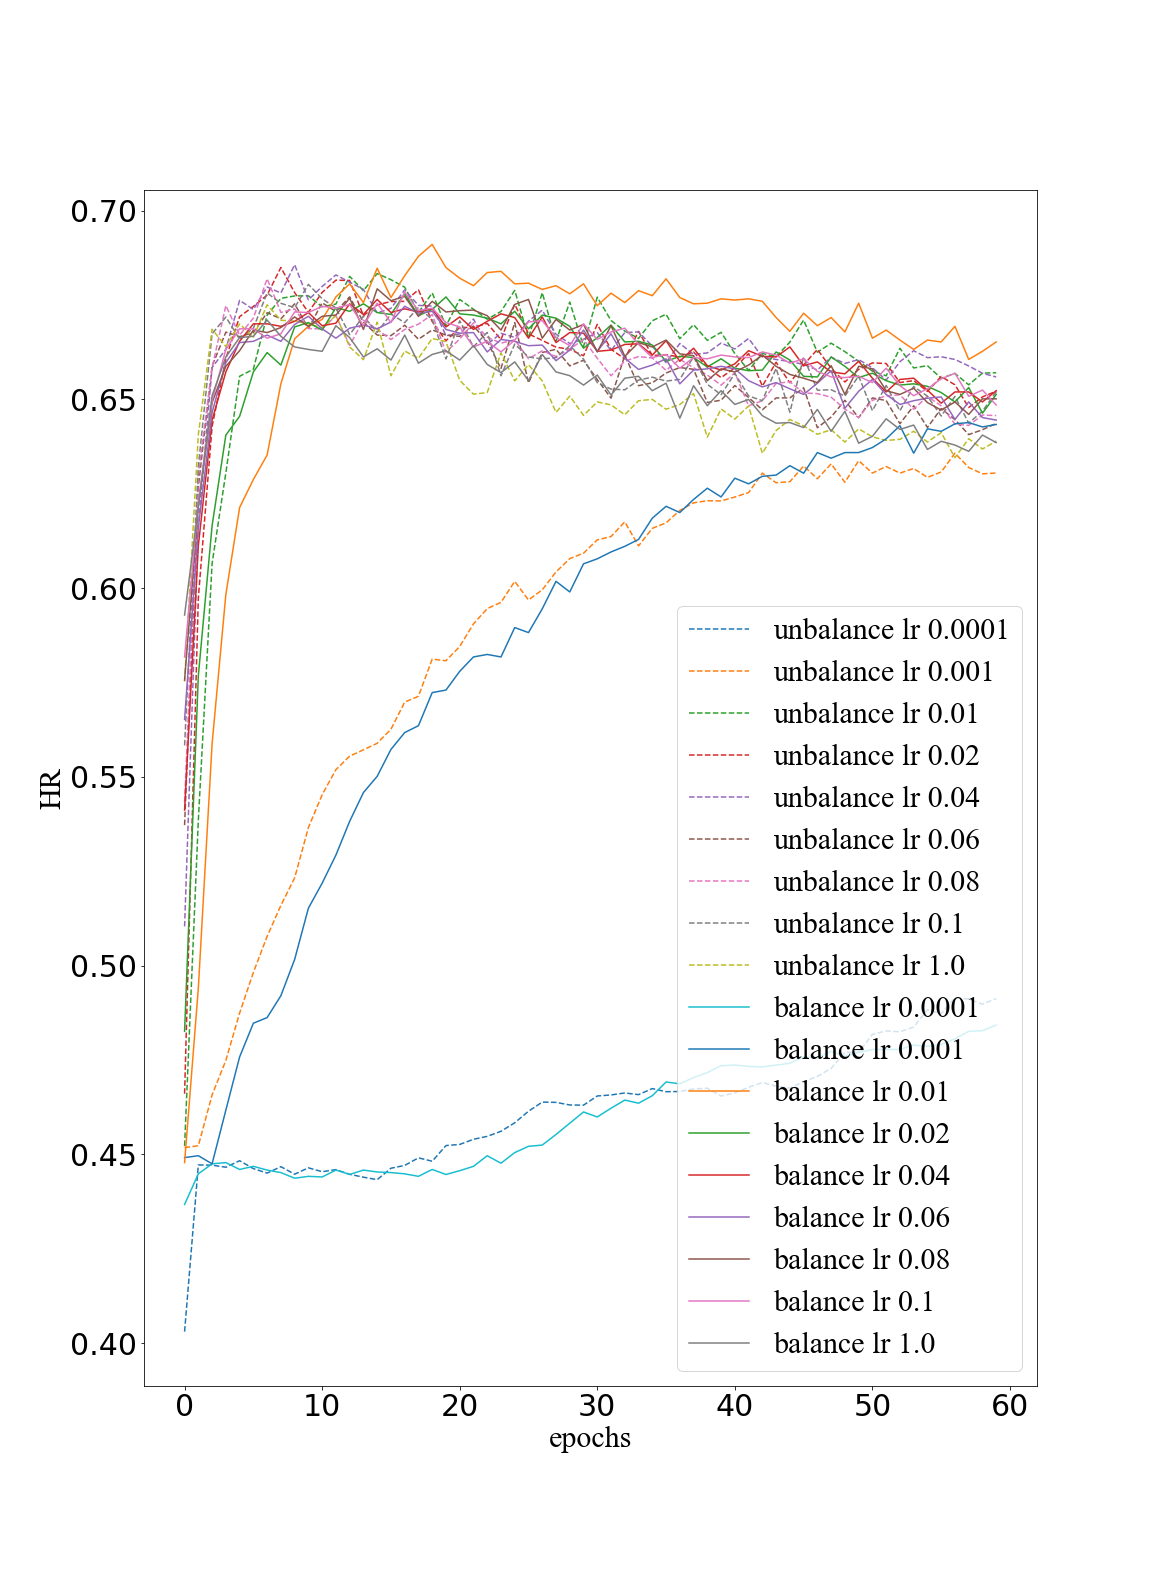 0.70
0.65
0.60
0.55
0.50
0.45
0.40
HR
unbalance lr 0.0001
unbalance lr 0.001
unbalance lr 0.01
unbalance lr 0.02
unbalance lr 0.04
unbalance lr 0.06
unbalance lr 0.08
unbalance lr 0.1
unbalance lr 1.0
balance lr 0.0001
balance lr 0.001
balance lr 0.01
balance lr 0.02
balance lr 0.04
balance lr 0.06
balance lr 0.08
balance lr 0.1
balance lr 1.0
0 10 20 30 40 50 60
epochs